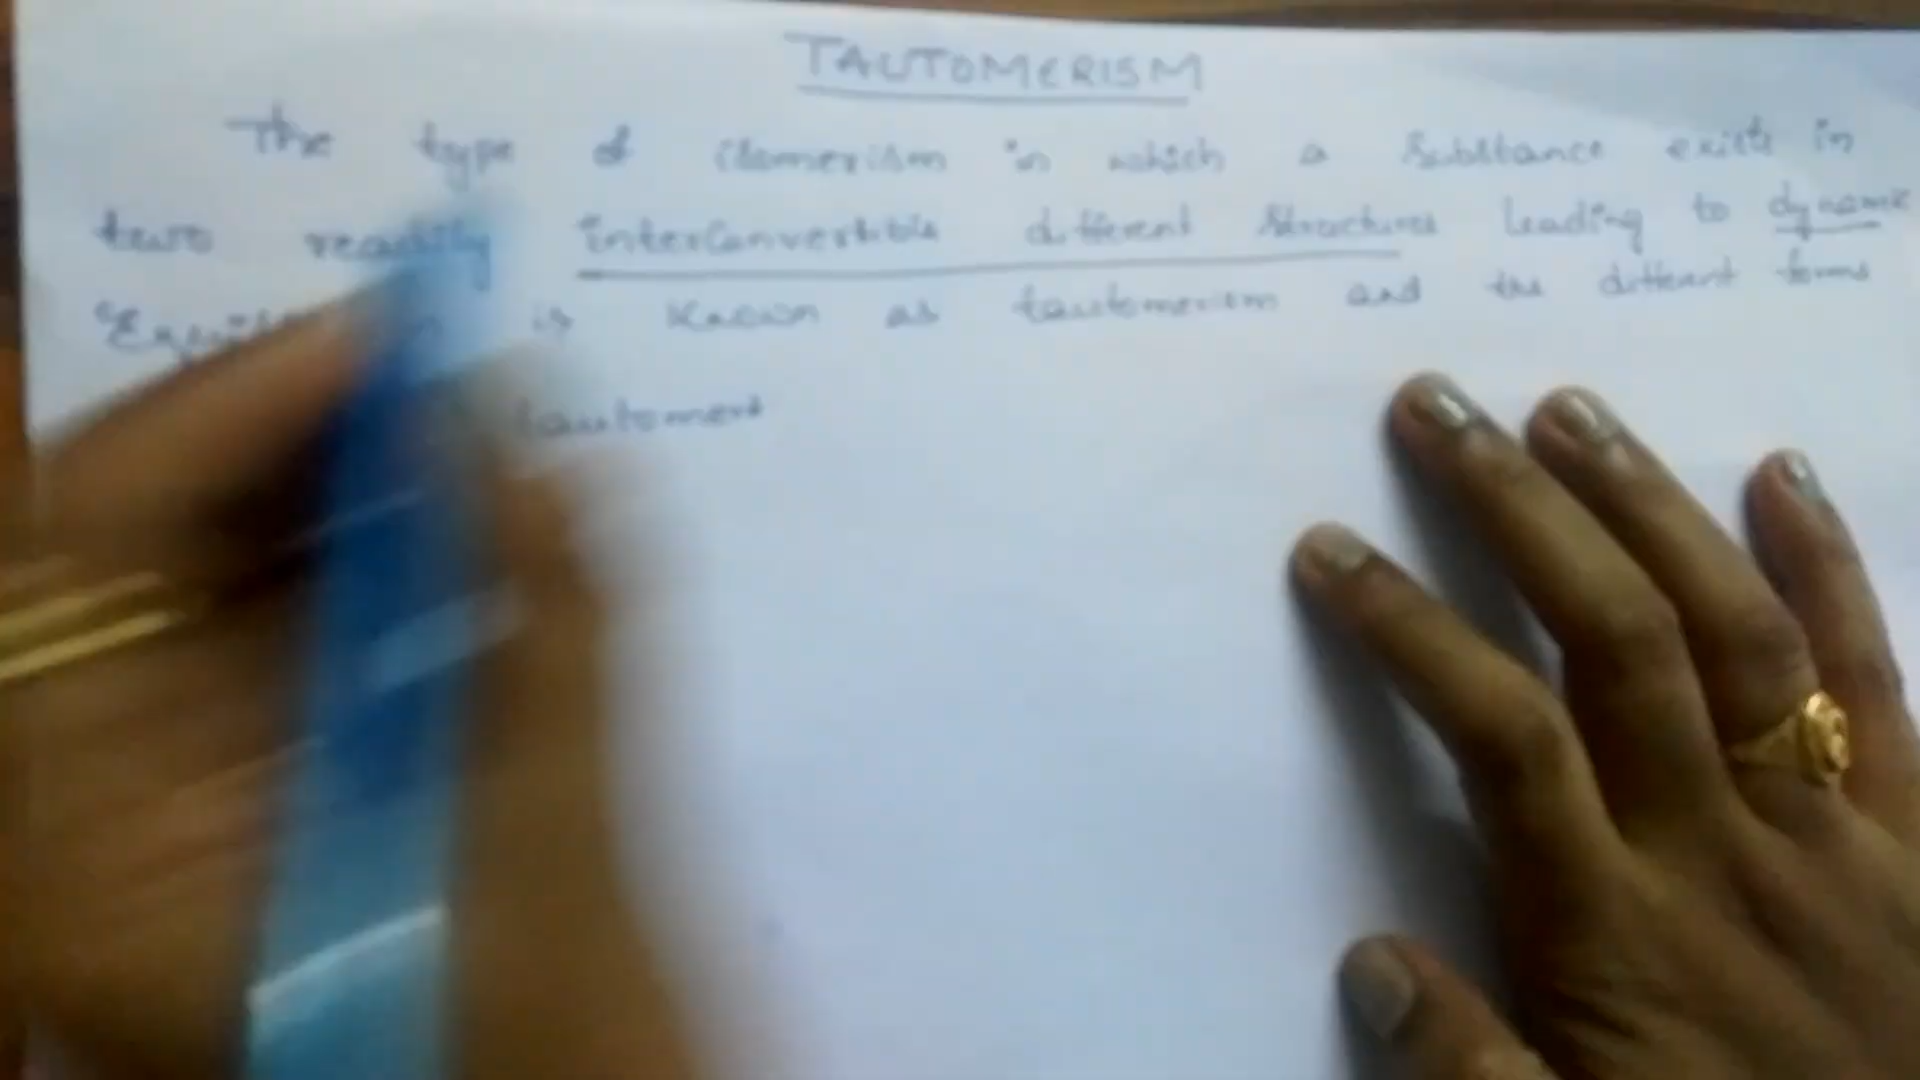 TAUTOMERISM
The type of isomerism in which a substance exists in
two readily interconvertible different structures leading to dynamic
is known as tautomerism and the different forms
tautomers